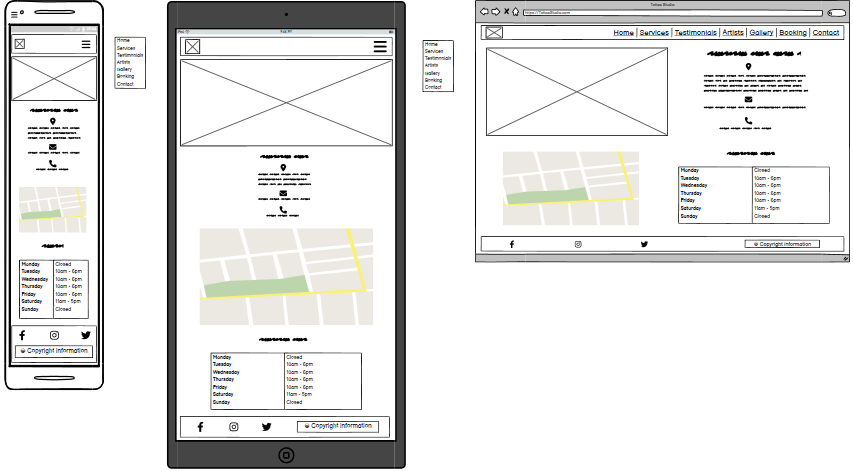 Home
Services
Testimonials
Artists
Gallery
Booking
Contact
Monday Closed
Tuesday 10am - 6pm
Wednesday 10am - 6pm
Thursday 10am - 6pm
Friday 10am - 6pm
Saturday 11am - 5pm
Sunday Closed
Copyright Information
Home
Services
Testimonials
Artists
Gallery
Booking
Contact
Monday Closed
Tuesday 10am - 6pm
Wednesday 10am - 6pm
Thursday 10am - 6pm
Friday 10am - 6pm
Saturday 11am - 5pm
Sunday Closed
Copyright Information
Tattoo Studio
https://TattooStudio.com
Home Services Testimonials Artists Gallery Booking Contact
Monday Closed
Tuesday 10am - 6pm
Wednesday 10am - 6pm
Thursday 10am - 6pm
Friday 10am - 6pm
Saturday 11am - 5pm
Sunday Closed
Copyright Information